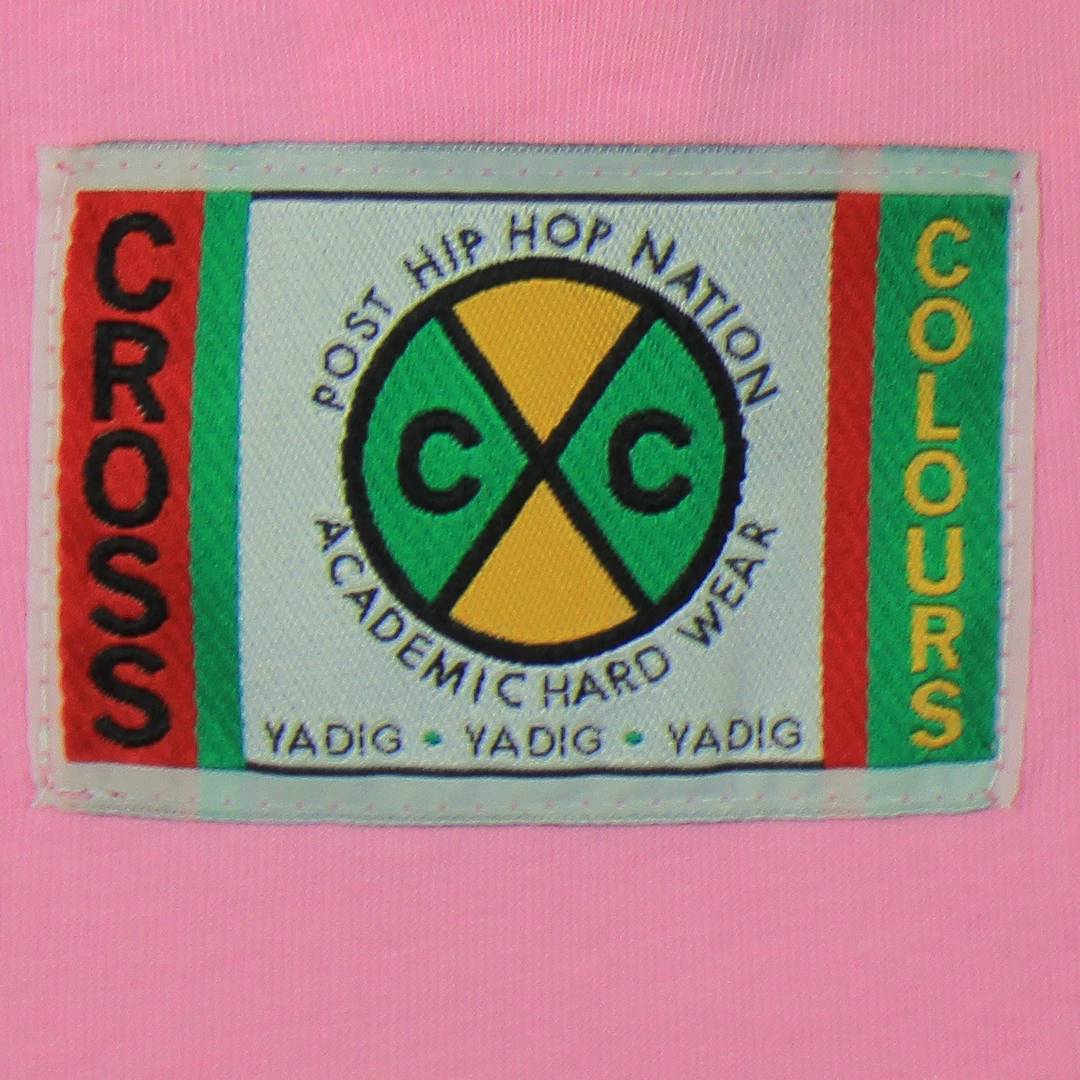 CROSS
POST HIP HOP NATION
C C
ACADEMIC HARD WEAR
YADIG • YADIG • YADIG
COLOURS